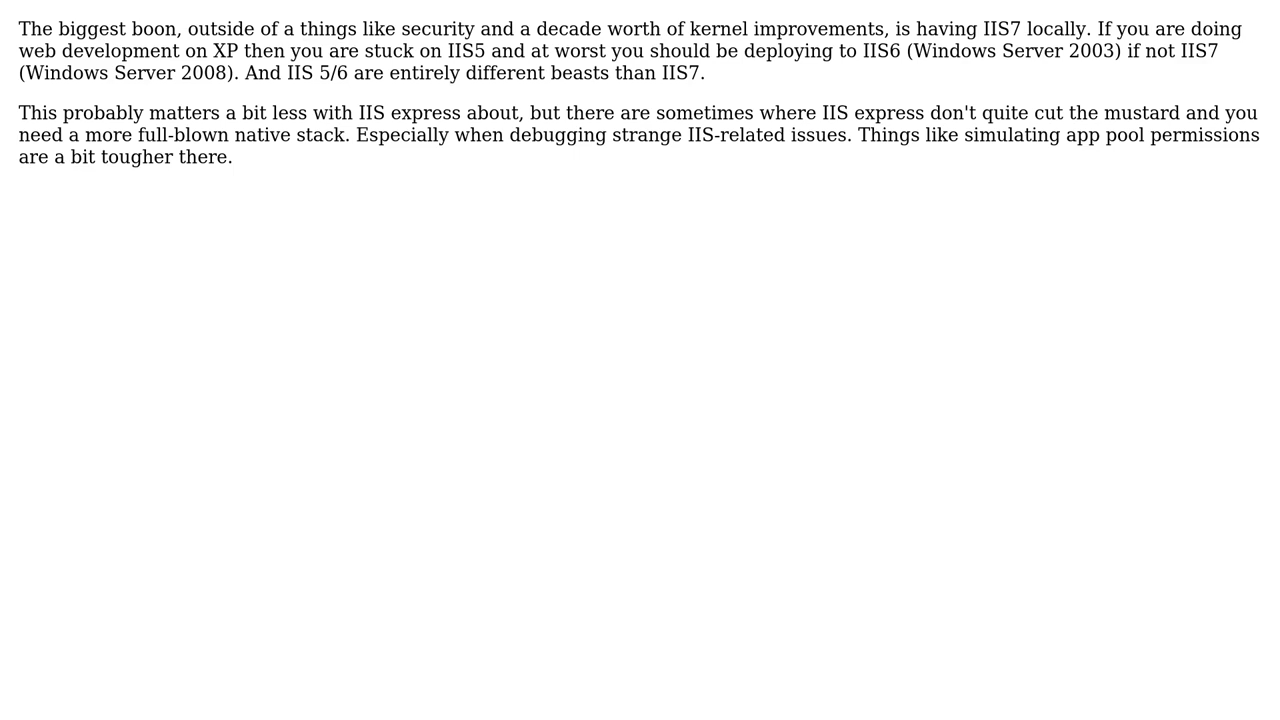 The biggest boon, outside of a things like security and a decade worth of kernel improvements, is having IIS7 locally. If you are doing
web development on XP then you are stuck on IIS5 and at worst you should be deploying to IIS6 (Windows Server 2003) if not IIS7
(Windows Server 2008). And IIS 5/6 are entirely different beasts than IIS7.
This probably matters a bit less with IIS express about, but there are sometimes where IIS express don't quite cut the mustard and you
need a more full-blown native stack. Especially when debugging strange IIS-related issues. Things like simulating app pool permissions
are a bit tougher there.